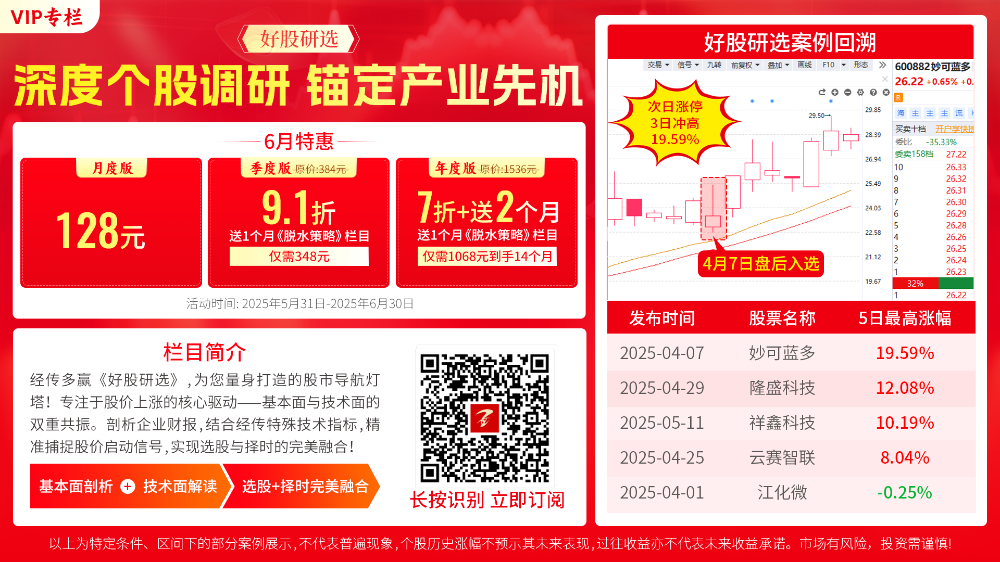 VIP专栏
好股研选
深度个股调研 锚定产业先机
6月特惠
月度版
128元
季度版 原价:384元
9.1折
送1个月《脱水策略》栏目
仅需348元
年度版 原价:1536元
7折+送2个月
送1个月《脱水策略》栏目
仅需1068元到手14个月
活动时间: 2025年5月31日-2025年6月30日
栏目简介
经传多赢《好股研选》,为您量身打造的股市导航灯
塔！专注于股价上涨的核心驱动——基本面与技术面的
双重共振。剖析企业财报,结合经传特殊技术指标,精
准捕捉股价启动信号,实现选股与择时的完美融合！
基本面剖析 + 技术面解读
选股+择时完美融合
长按识别 立即订阅
好股研选案例回溯
交易 信号 九转 前复权 叠加 画线 F10 形态
600882妙可蓝多
26.22 +0.65% +0.
R
海 主 主 主 流
买卖十档 开户享快捷
委比 -35.33%
委卖158档 27.22
10 26.33
9 26.32
8 26.31
7 26.30
6 26.29
5 26.28
4 26.26
3 26.25
2 26.24
1 26.23
32%
1 26.22
次日涨停
3日冲高
19.59%
29.50
29.85
28.39
26.94
25.49
24.03
22.58
21.12
19.67
4月7日盘后入选
发布时间 股票名称 5日最高涨幅
2025-04-07 妙可蓝多 19.59%
2025-04-29 隆盛科技 12.08%
2025-05-11 祥鑫科技 10.19%
2025-04-25 云赛智联 8.04%
2025-04-01 江化微 -0.25%
以上为特定条件、区间下的部分案例展示,不代表普遍现象,个股历史涨幅不预示其未来表现,过往收益亦不代表未来收益承诺。市场有风险，投资需谨慎!